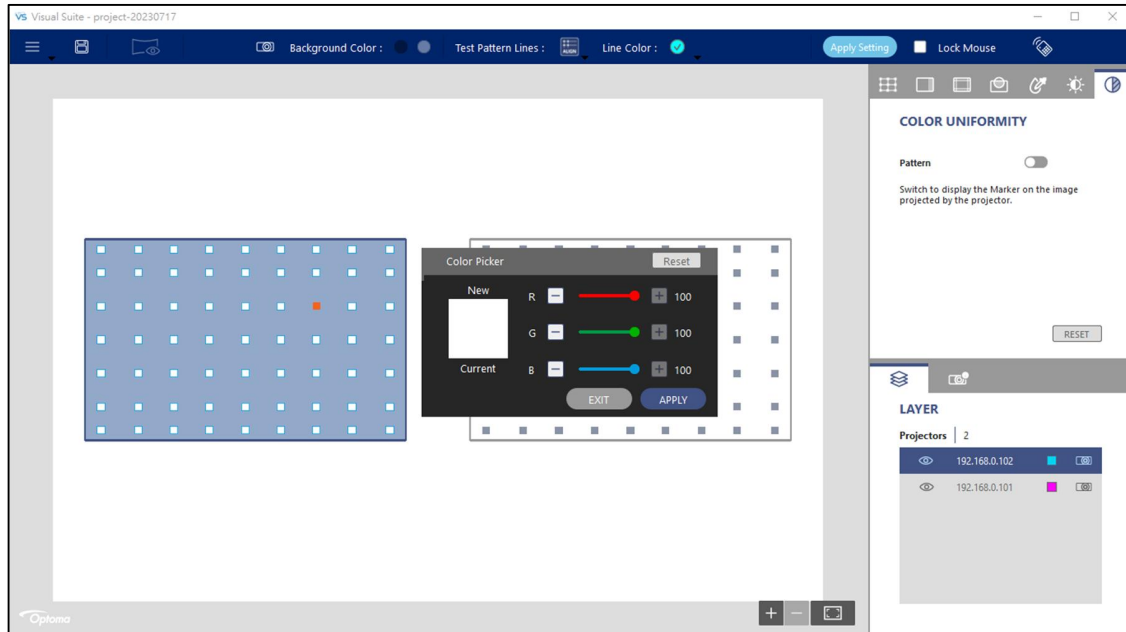 VS Visual Suite - project-20230717
Background Color : Test Pattern Lines : ALIGN Line Color : Apply Setting Lock Mouse
COLOR UNIFORMITY
Pattern
Switch to display the Marker on the image
projected by the projector.
RESET
Color Picker Reset
New
R 100
G 100
Current
B 100
EXIT APPLY
LAYER
Projectors 2
192.168.0.102
192.168.0.101
Optoma